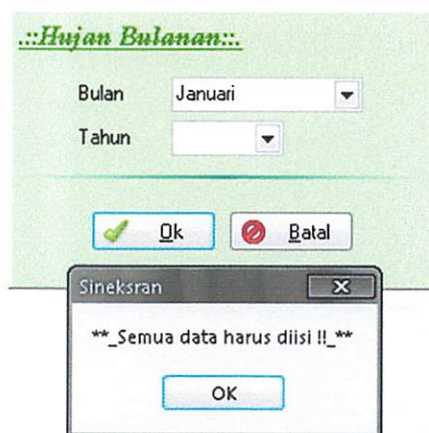 .::Hujan Bulanan::.
Bulan Januari
Tahun
Ok Batal
Sineksran
**_Semua data harus diisi !!_**
OK